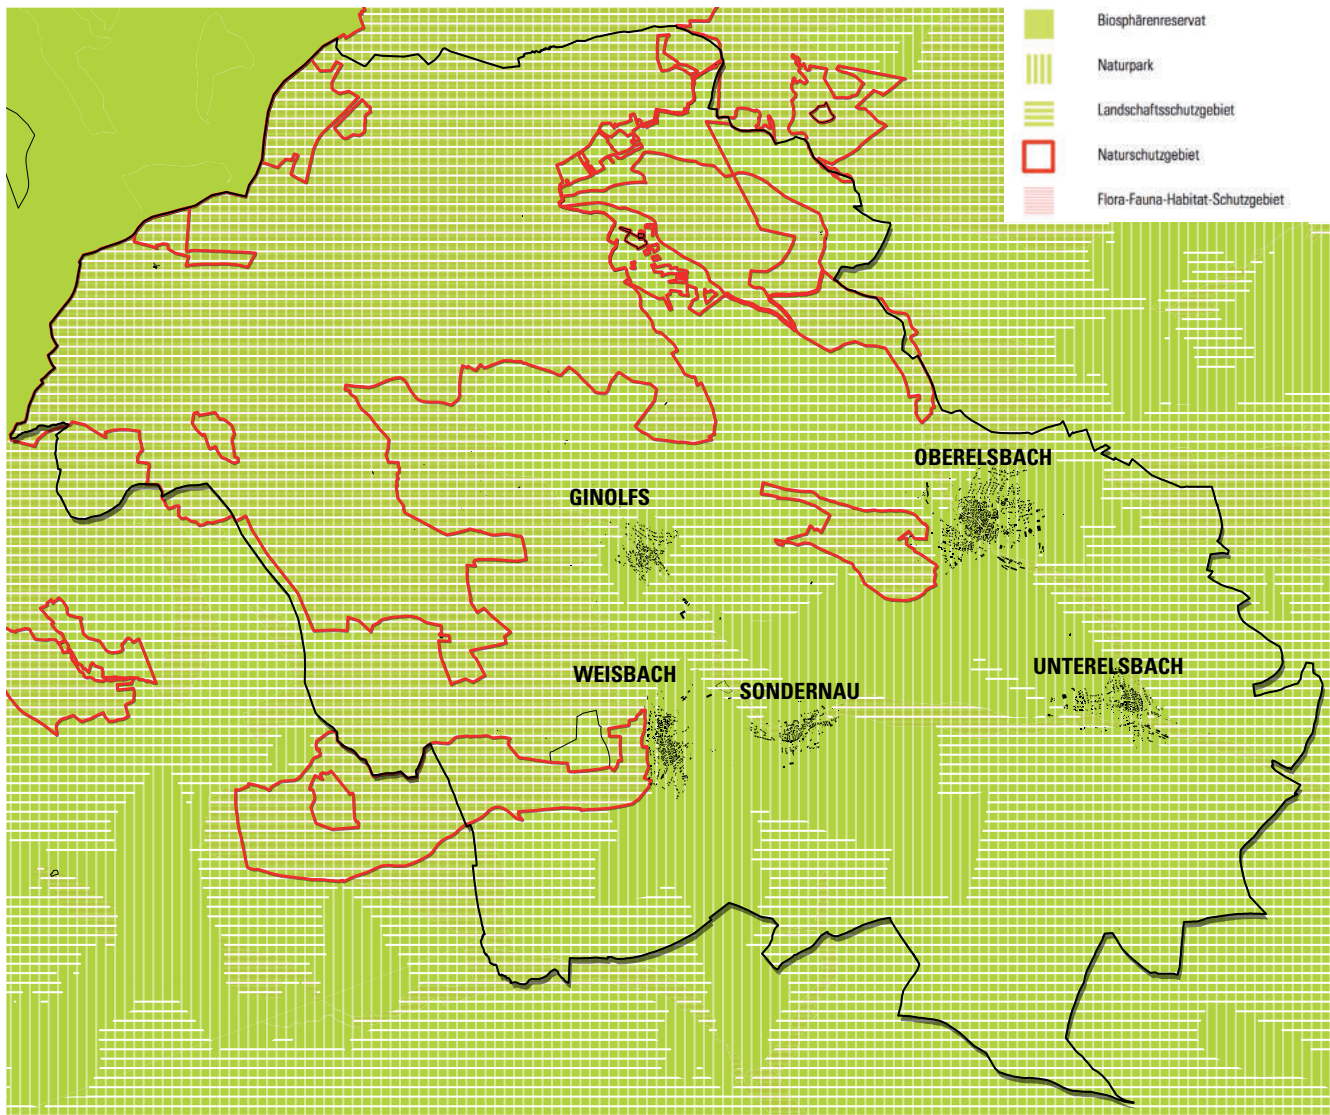 Biosphärenreservat
Naturpark
Landschaftsschutzgebiet
Naturschutzgebiet
Flora-Fauna-Habitat-Schutzgebiet
OBERELSBACH
GINOLFS
WEISBACH
SONDERNAU
UNTERELSBACH